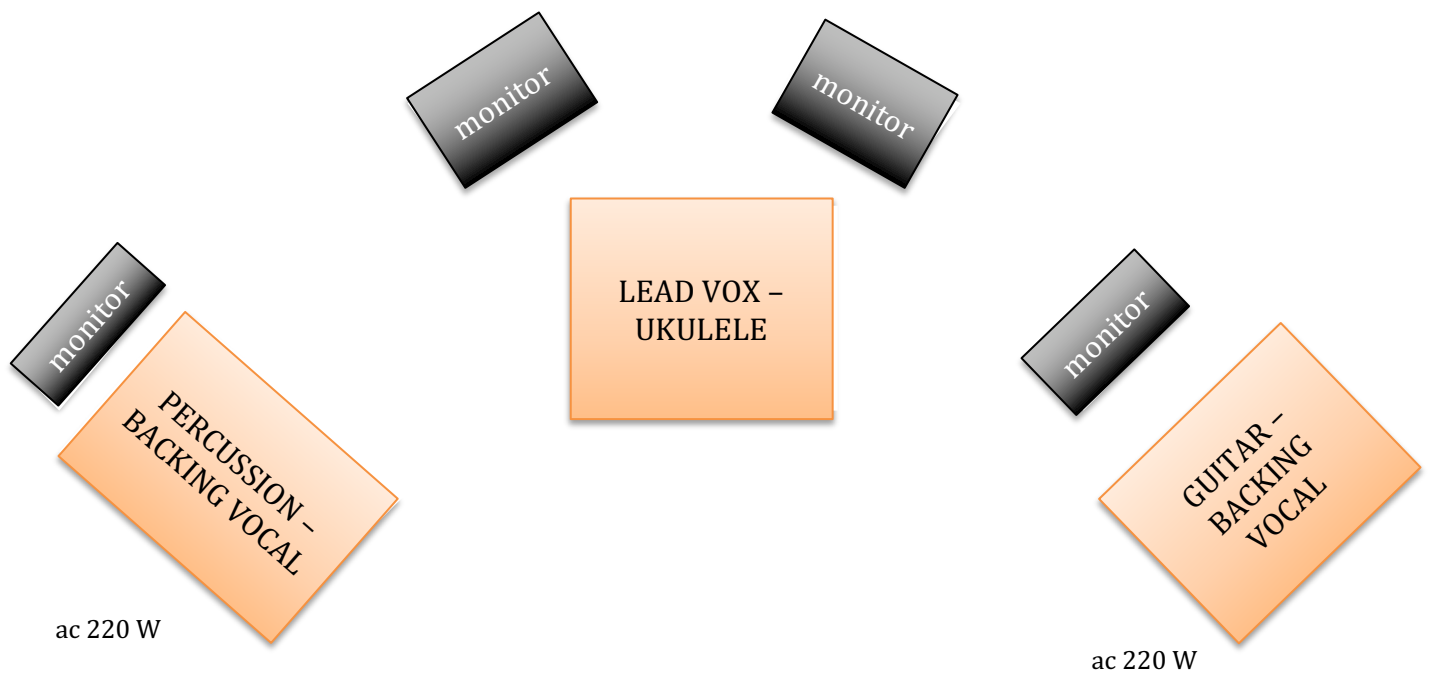 monitor
monitor
monitor
PERCUSSION –
BACKING VOCAL
LEAD VOX –
UKULELE
monitor
GUITAR –
BACKING
VOCAL
ac 220 W
ac 220 W